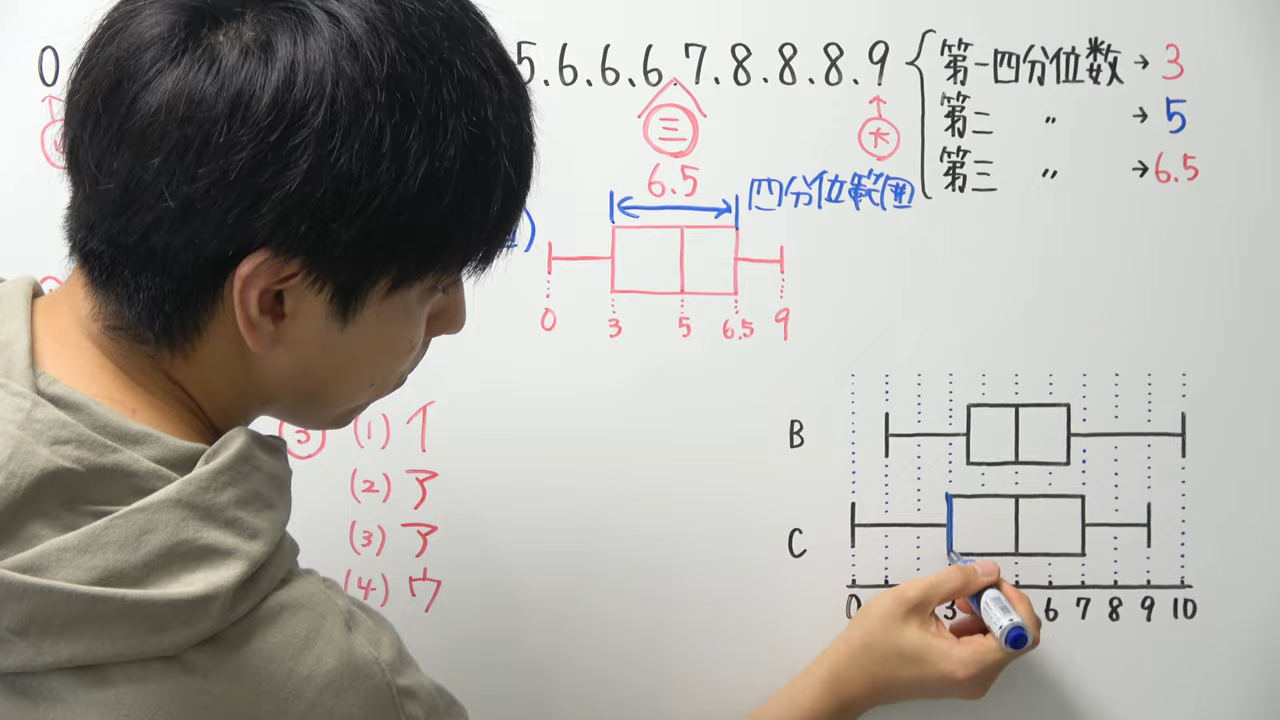 0
5.6.6.6.7.8.8.8.9
三
大
6.5
第一四分位数→3
第二 〃 →5
第三 〃 →6.5
四分位範囲
0 3 5 6.5 9
③ (1) イ
(2) ア
(3) ア
(4) ウ
B
C
0 3 6 7 8 9 10